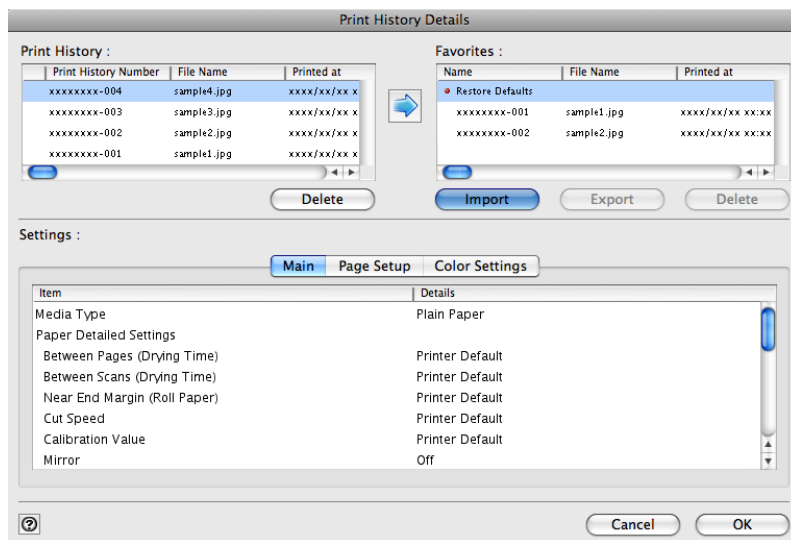 Print History Details
Print History :
Print History Number File Name Printed at
xxxxxxxx-004 sample4.jpg xxxx/xx/xx x
xxxxxxxx-003 sample3.jpg xxxx/xx/xx x
xxxxxxxx-002 sample2.jpg xxxx/xx/xx x
xxxxxxxx-001 sample1.jpg xxxx/xx/xx x
Delete
Favorites :
Name File Name Printed at
Restore Defaults
xxxxxxxx-001 sample1.jpg xxxx/xx/xx xx:xx
xxxxxxxx-002 sample2.jpg xxxx/xx/xx xx:xx
Import Export Delete
Settings :
Main Page Setup Color Settings
Item Details
Media Type Plain Paper
Paper Detailed Settings
Between Pages (Drying Time) Printer Default
Between Scans (Drying Time) Printer Default
Near End Margin (Roll Paper) Printer Default
Cut Speed Printer Default
Calibration Value Printer Default
Mirror Off
? Cancel OK